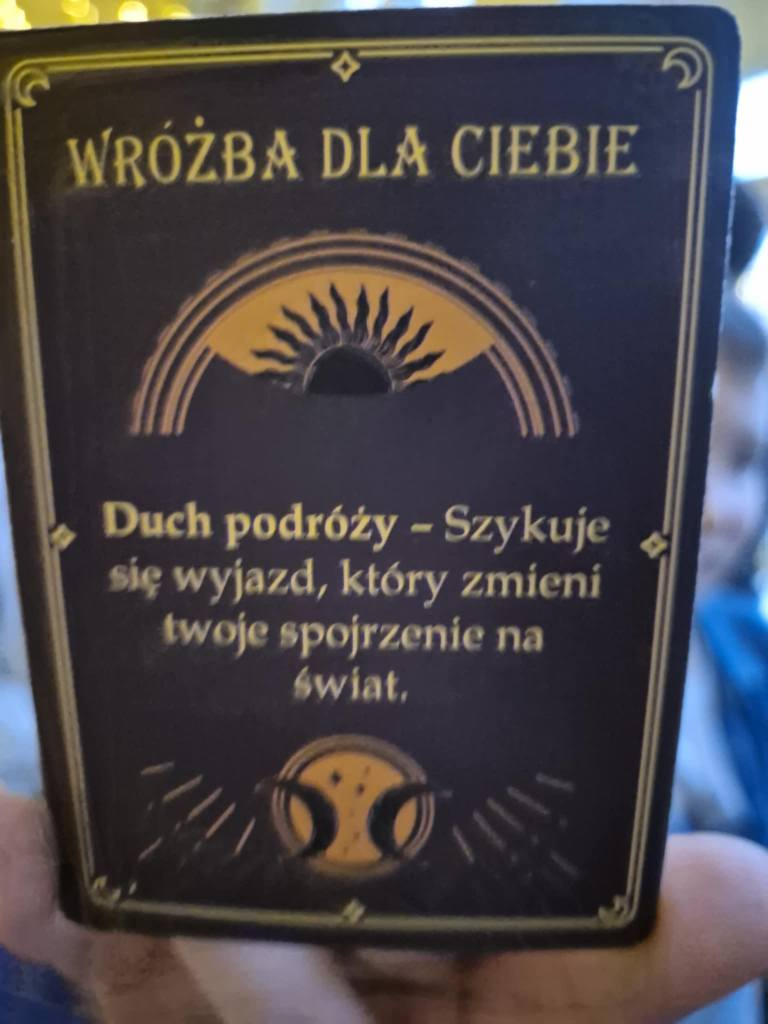 WRÓŻBA DLA CIEBIE
Duch podróży – Szykuje
się wyjazd, który zmieni
twoje spojrzenie na
świat.